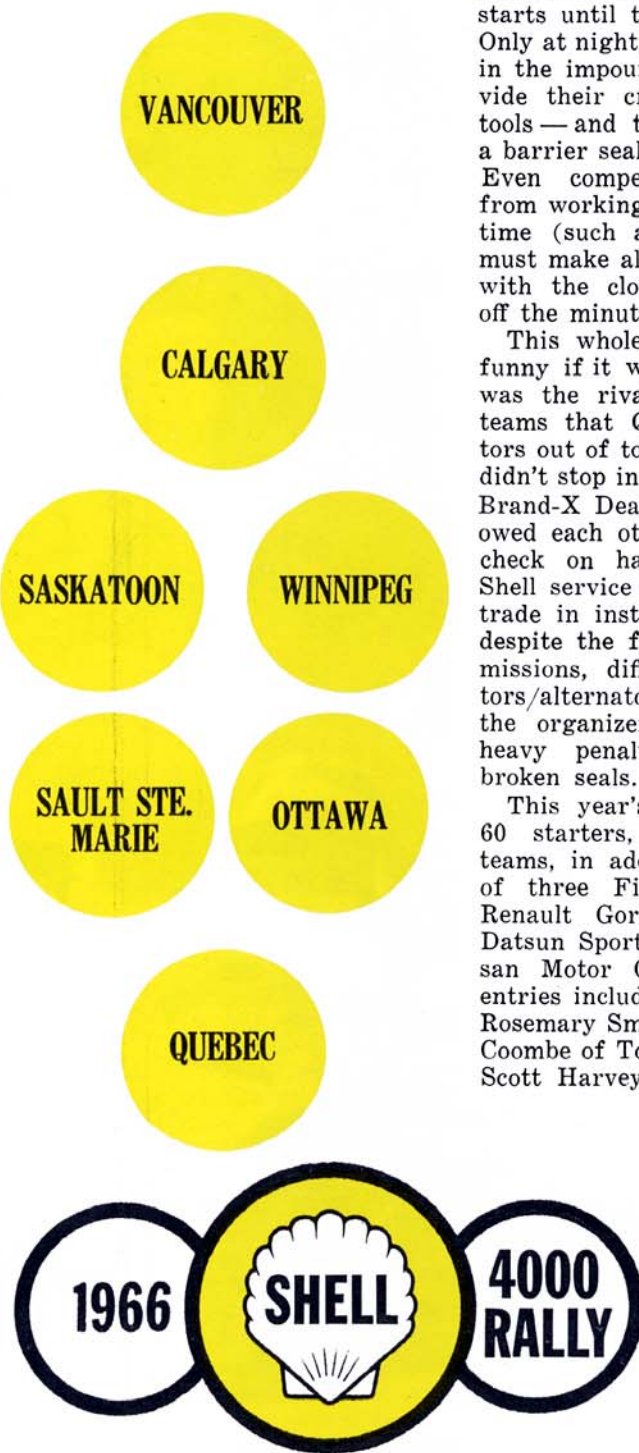 VANCOUVER
CALGARY
SASKATOON
WINNIPEG
SAULT STE.
MARIE
OTTAWA
QUEBEC
1966
SHELL
4000
RALLY
starts until t
Only at night
in the impou
vide their cr
tools — and t
a barrier seal
Even compe
from working
time (such a
must make al
with the clo
off the minut
This whole
funny if it w
was the riva
teams that Q
tors out of to
didn't stop in
Brand-X Dea
owed each ot
check on ha
Shell service
trade in inst
despite the f
missions, dif
tors/alternato
the organizer
heavy penal
broken seals.
This year's
60 starters,
teams, in ad
of three Fi
Renault Gor
Datsun Sport
san Motor C
entries includ
Rosemary Sm
Coombe of To
Scott Harvey